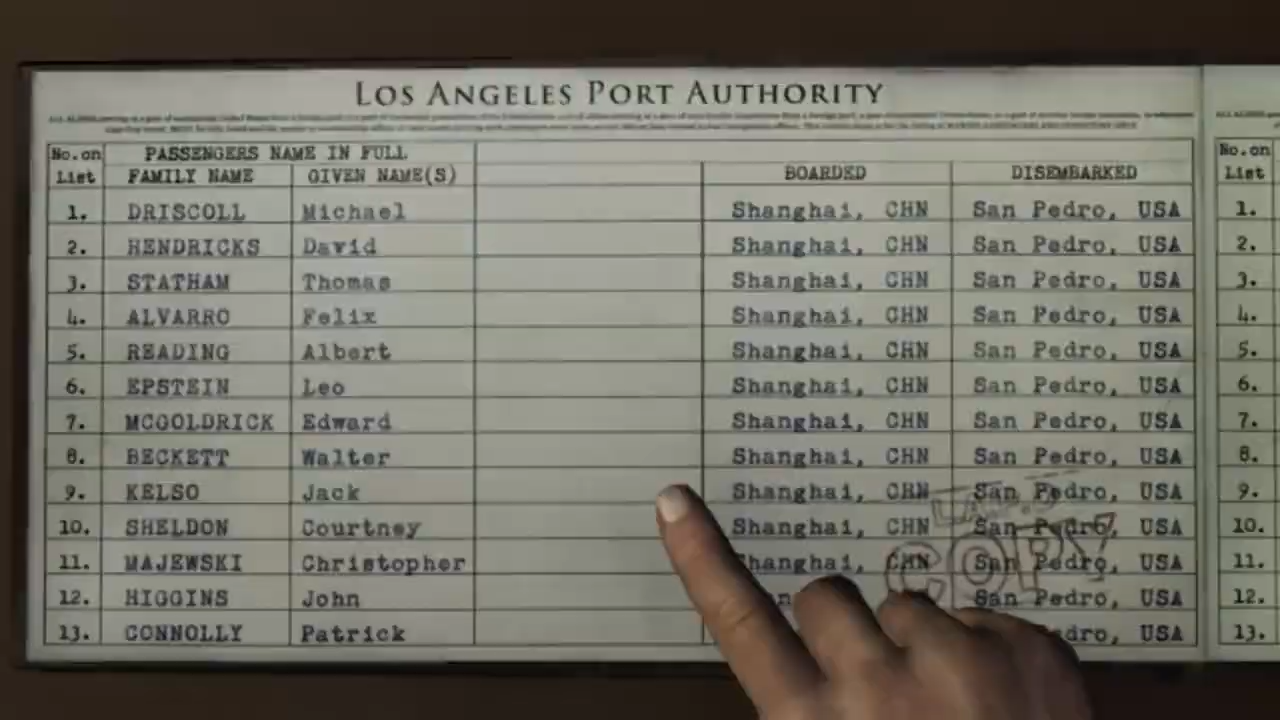 LOS ANGELES PORT AUTHORITY
No.on List PASSENGERS NAME IN FULL
FAMILY NAME GIVEN NAME(S) BOARDED DISEMBARKED
1. DRISCOLL Michael Shanghai, CHN San Pedro, USA
2. HENDRICKS David Shanghai, CHN San Pedro, USA
3. STATHAM Thomas Shanghai, CHN San Pedro, USA
4. ALVARRO Felix Shanghai, CHN San Pedro, USA
5. READING Albert Shanghai, CHN San Pedro, USA
6. EPSTEIN Leo Shanghai, CHN San Pedro, USA
7. MCGOLDRICK Edward Shanghai, CHN San Pedro, USA
8. BECKETT Walter Shanghai, CHN San Pedro, USA
9. KELSO Jack Shanghai, CHN San Pedro, USA
10. SHELDON Courtney Shanghai, CHN San Pedro, USA
11. MAJEWSKI Christopher Shanghai, CHN San Pedro, USA
12. HIGGINS John San Pedro, USA
13. CONNOLLY Patrick USA
COPY
No.on
List
1.
2.
3.
4.
5.
6.
7.
8.
9.
10.
11.
12.
13.